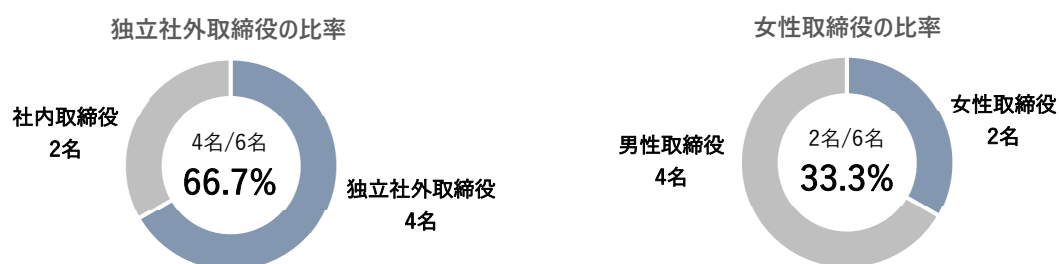 独立社外取締役の比率
社内取締役
2名
4名/6名
66.7%
独立社外取締役
4名
女性取締役の比率
男性取締役
4名
2名/6名
33.3%
女性取締役
2名